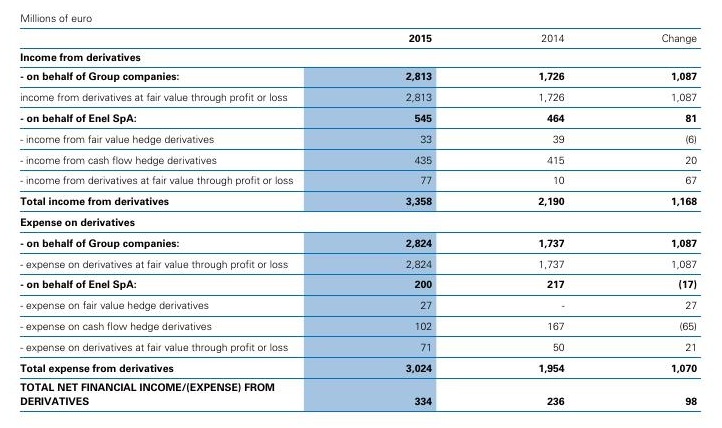 Millions of euro
2015 2014 Change
Income from derivatives
- on behalf of Group companies: 2,813 1,726 1,087
income from derivatives at fair value through profit or loss 2,813 1,726 1,087
- on behalf of Enel SpA: 545 464 81
- income from fair value hedge derivatives 33 39 (6)
- income from cash flow hedge derivatives 435 415 20
- income from derivatives at fair value through profit or loss 77 10 67
Total income from derivatives 3,358 2,190 1,168
Expense on derivatives
- on behalf of Group companies: 2,824 1,737 1,087
- expense on derivatives at fair value through profit or loss 2,824 1,737 1,087
- on behalf of Enel SpA: 200 217 (17)
- expense on fair value hedge derivatives 27 - 27
- expense on cash flow hedge derivatives 102 167 (65)
- expense on derivatives at fair value through profit or loss 71 50 21
Total expense from derivatives 3,024 1,954 1,070
TOTAL NET FINANCIAL INCOME/(EXPENSE) FROM
DERIVATIVES 334 236 98